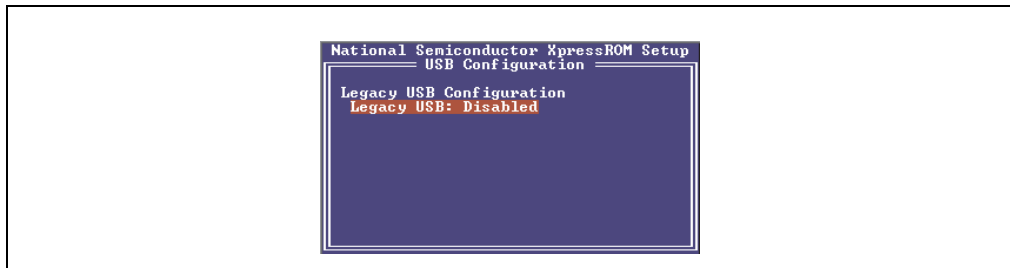 National Semiconductor XpressROM Setup
USB Configuration
Legacy USB Configuration
Legacy USB: Disabled